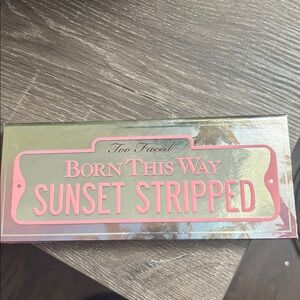 Too Faced
BORN THIS WAY
SUNSET STRIPPED